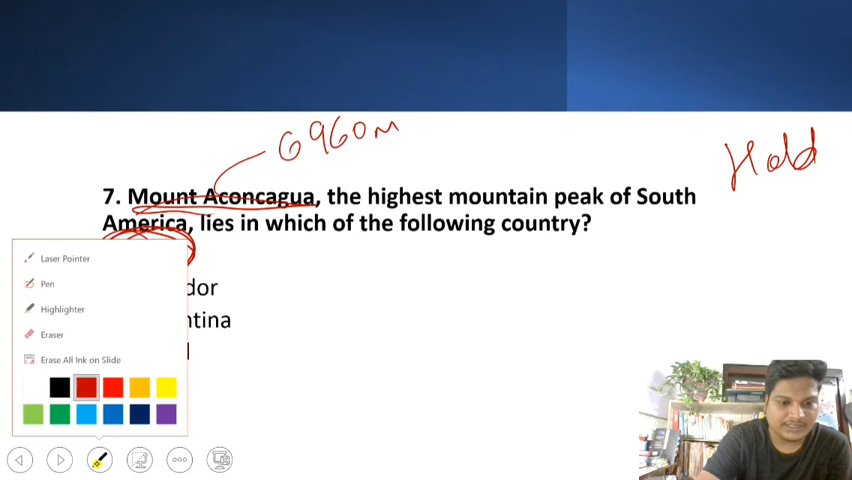 6960m
Hold
7. Mount Aconcagua, the highest mountain peak of South
America, lies in which of the following country?
Laser Pointer
Pen
dor
Highlighter
ntina
Eraser
Erase All Ink on Slide